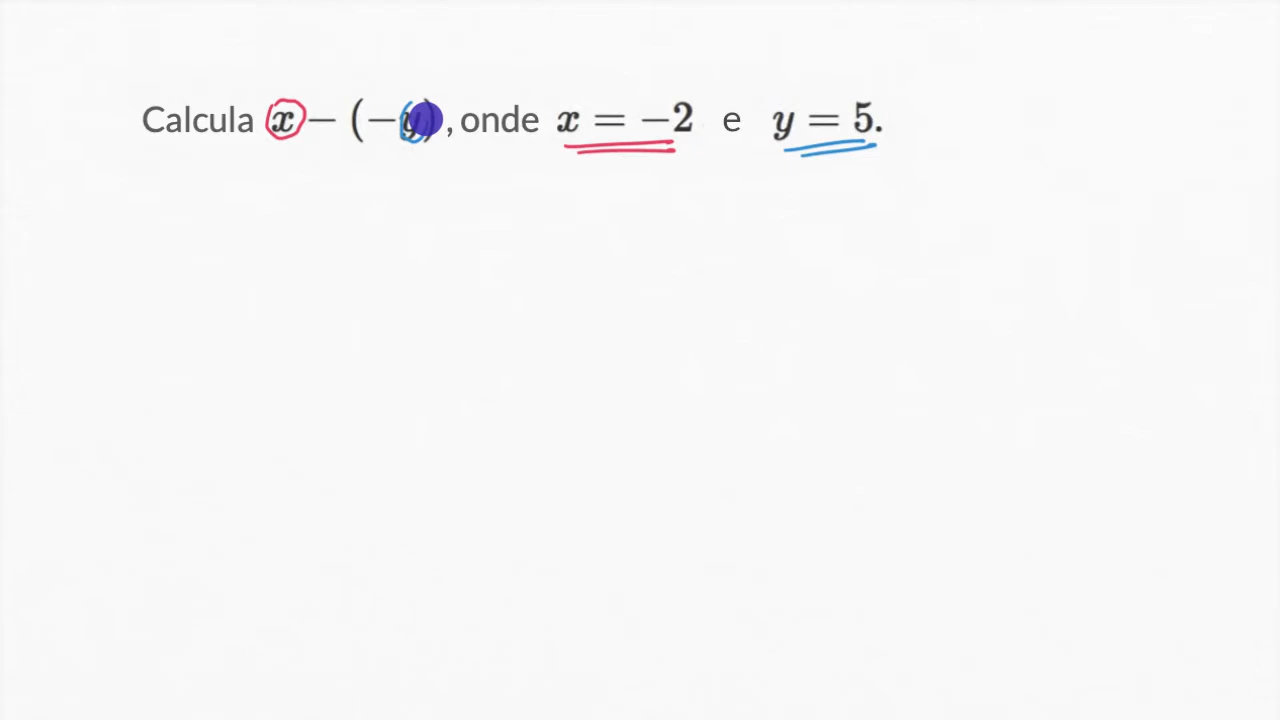 Calcula x − (−y), onde x = −2 e y = 5.